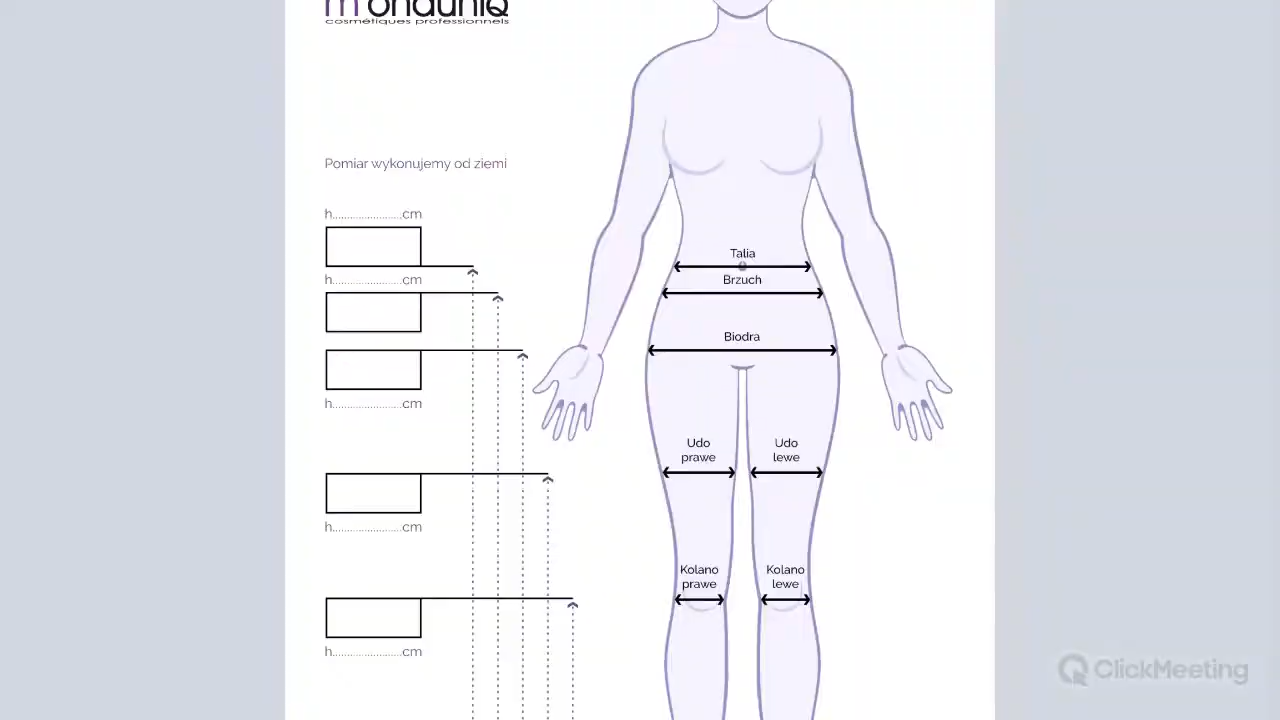 m'onduniq
cosmétiques professionnels
Pomiar wykonujemy od ziemi
h.......................cm
h.......................cm
h.......................cm
h.......................cm
h.......................cm
Talia
Brzuch
Biodra
Udo
prawe
Udo
lewe
Kolano
prawe
Kolano
lewe
ClickMeeting